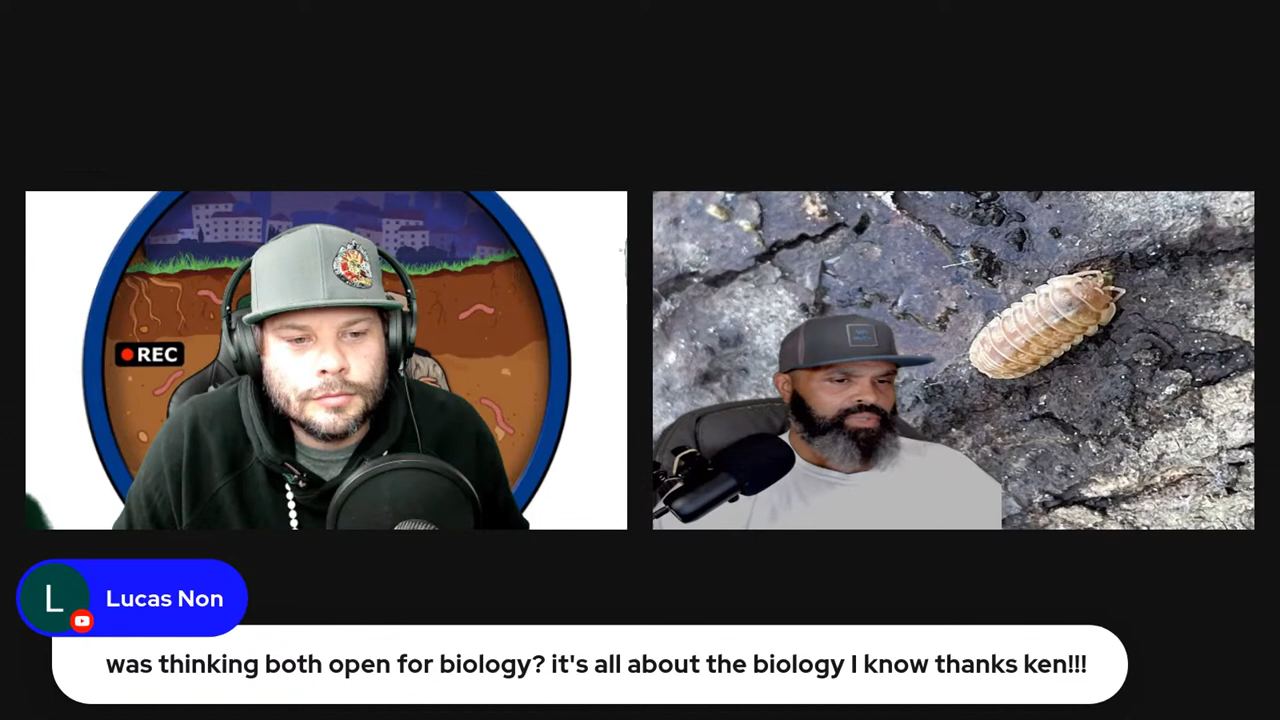 REC
L
Lucas Non
was thinking both open for biology? it's all about the biology I know thanks ken!!!